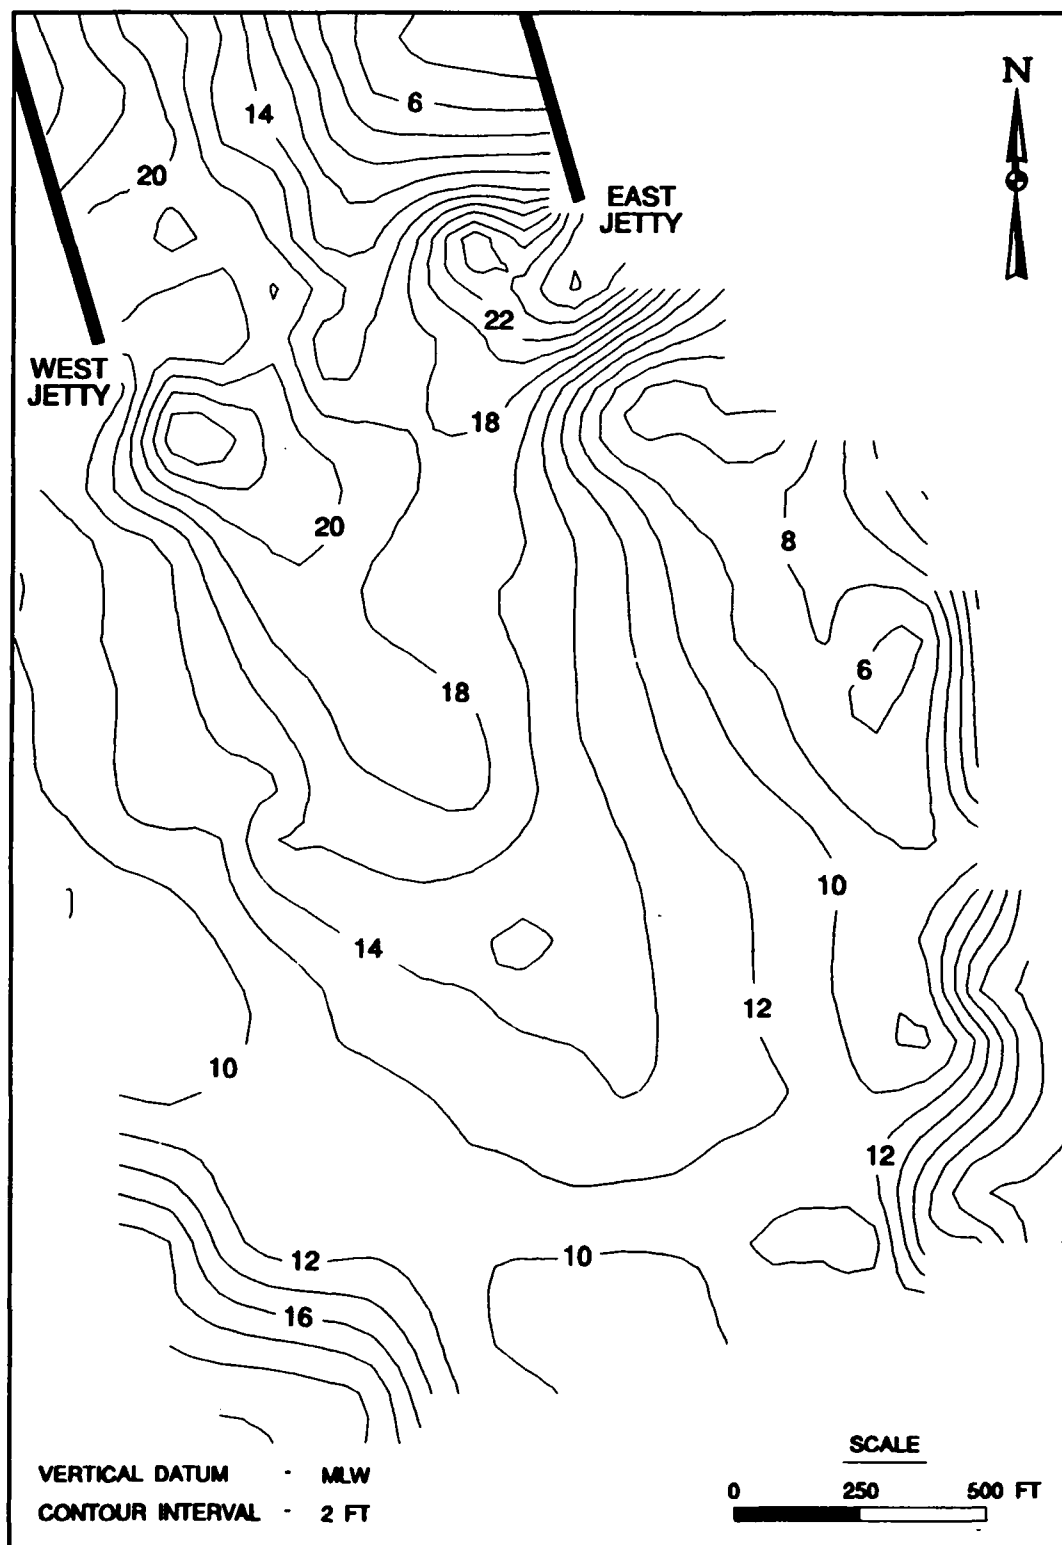 N
6
14
20
EAST
JETTY
22
WEST
JETTY
18
20
8
6
18
10
14
12
10
12
10
12
16
SCALE
VERTICAL DATUM - MLW
0 250 500 FT
CONTOUR INTERVAL - 2 FT